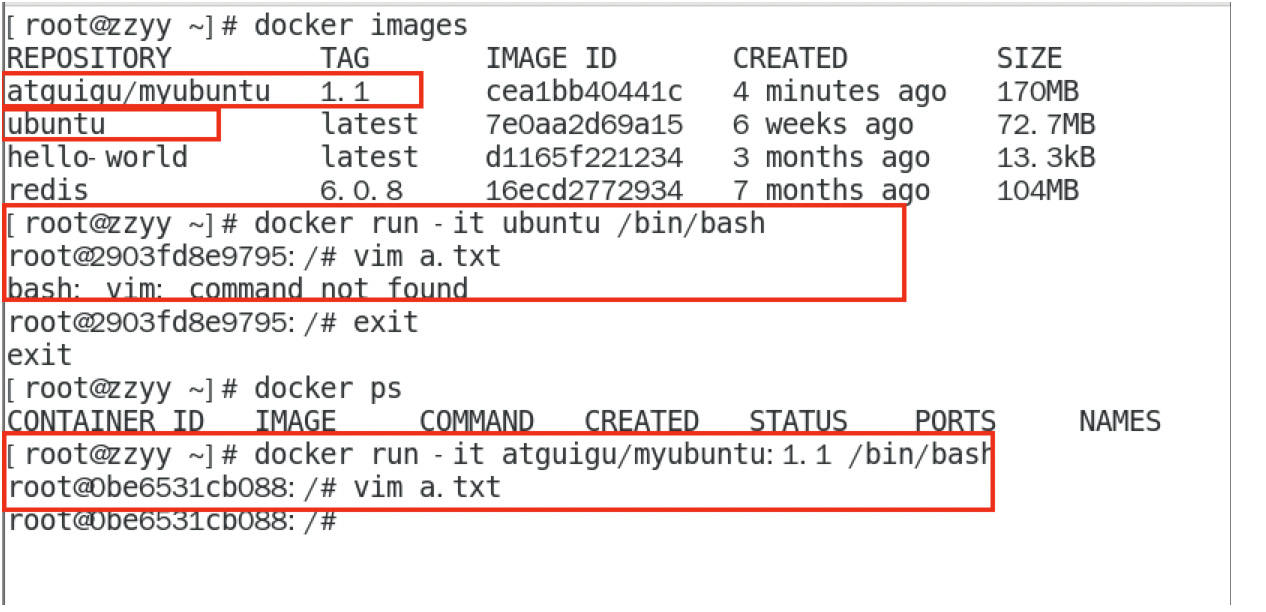 [root@zzyy ~]# docker images
REPOSITORY TAG IMAGE ID CREATED SIZE
atguigu/myubuntu 1.1 cea1bb40441c 4 minutes ago 170MB
ubuntu latest 7e0aa2d69a15 6 weeks ago 72.7MB
hello-world latest d1165f221234 3 months ago 13.3kB
redis 6.0.8 16ecd2772934 7 months ago 104MB
[root@zzyy ~]# docker run -it ubuntu /bin/bash
root@2903fd8e9795:/# vim a.txt
bash: vim: command not found
root@2903fd8e9795:/# exit
exit
[root@zzyy ~]# docker ps
CONTAINER ID IMAGE COMMAND CREATED STATUS PORTS NAMES
[root@zzyy ~]# docker run -it atguigu/myubuntu:1.1 /bin/bash
root@0be6531cb088:/# vim a.txt
root@0be6531cb088:/#